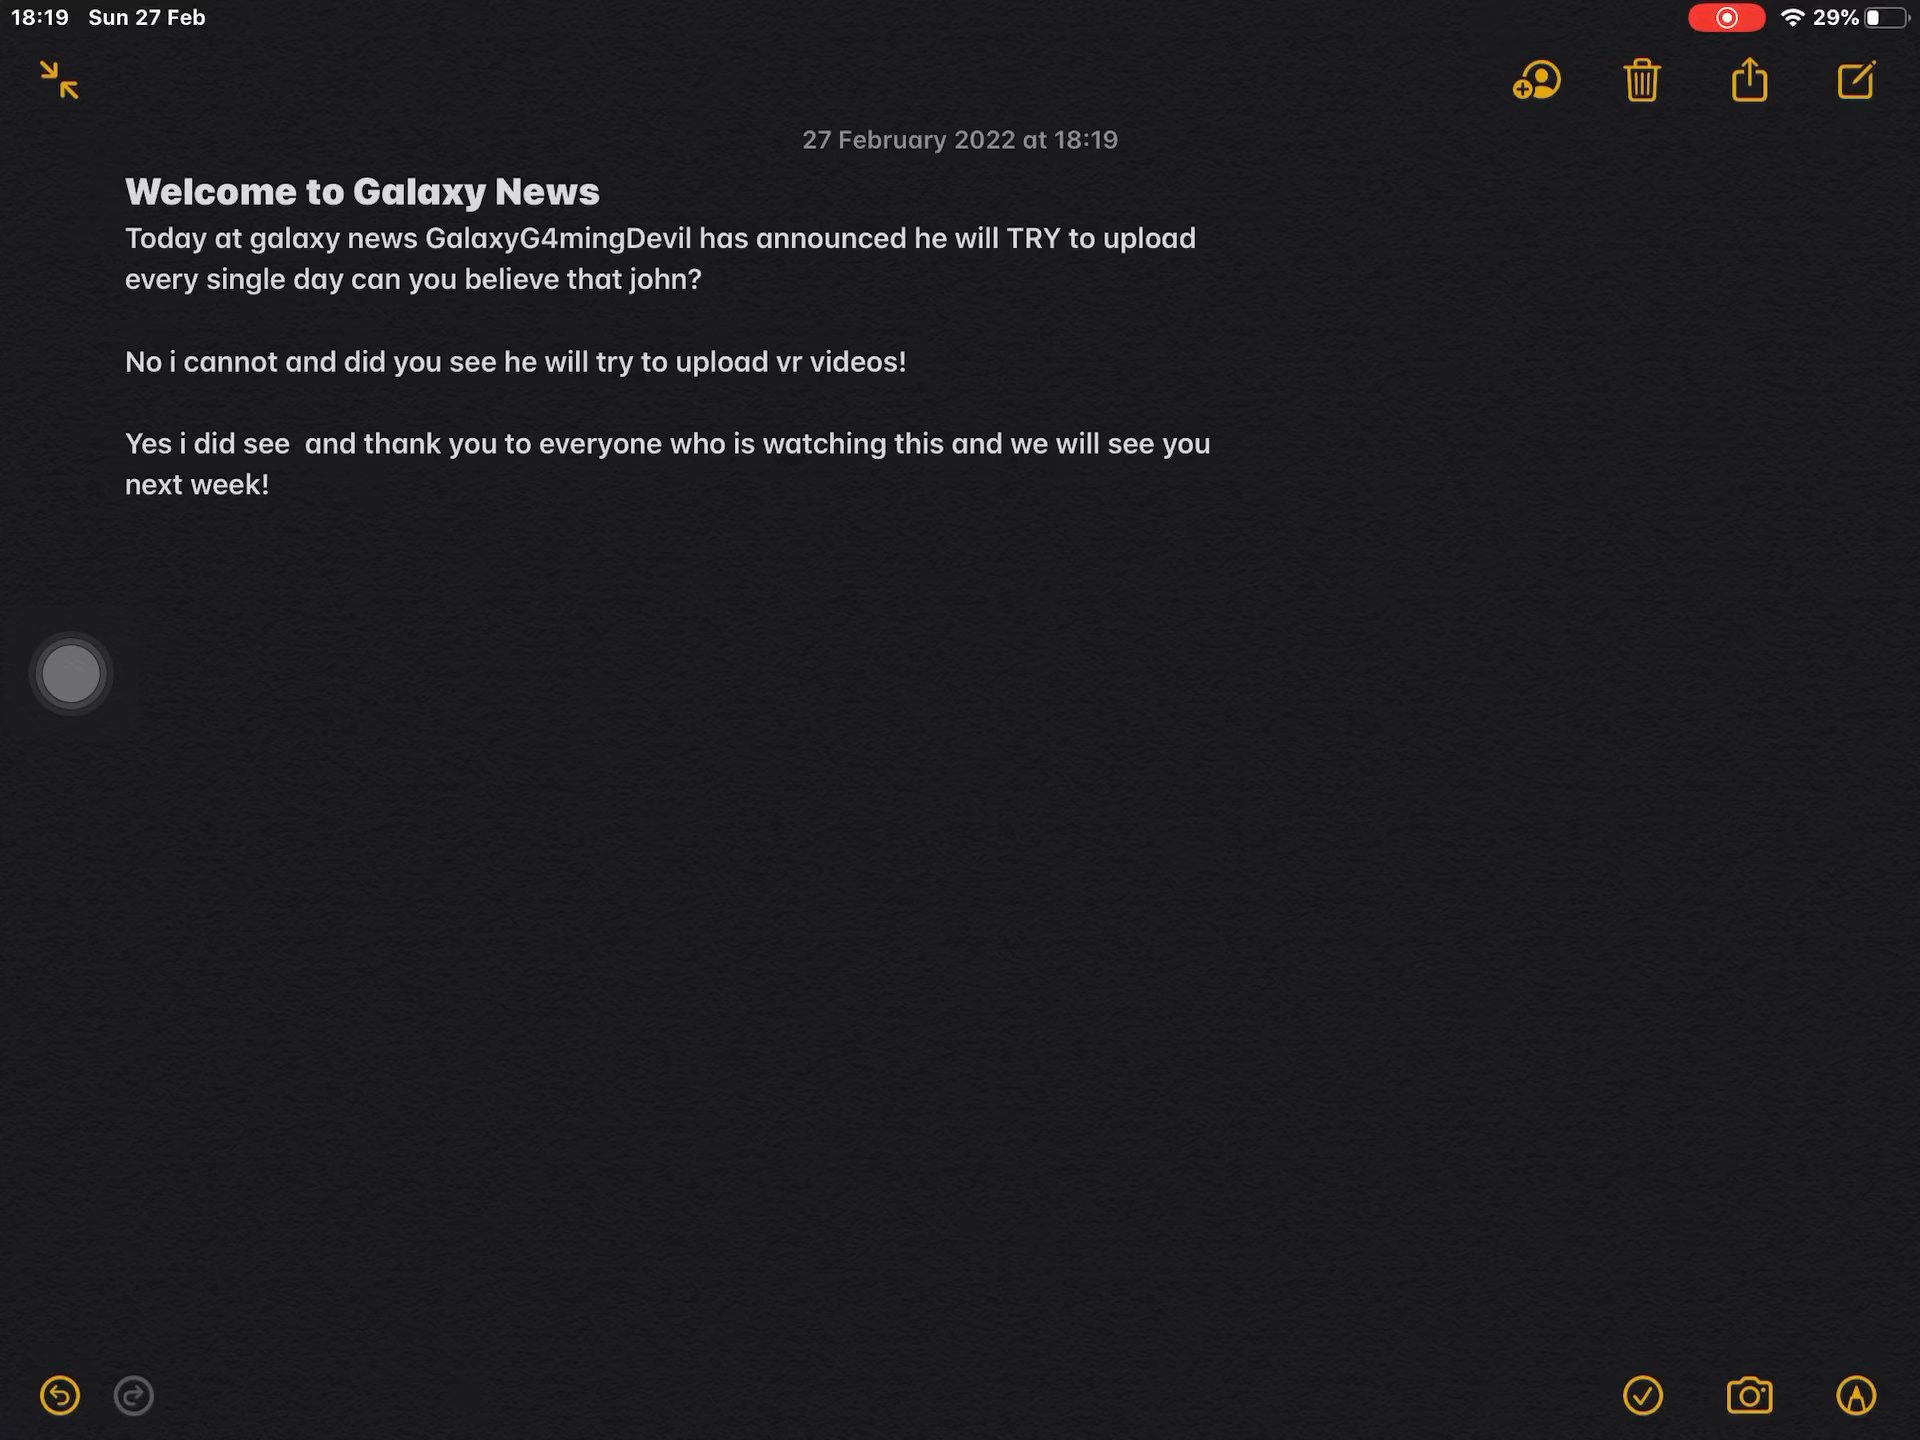 18:19 Sun 27 Feb 29%
27 February 2022 at 18:19
Welcome to Galaxy News
Today at galaxy news GalaxyG4mingDevil has announced he will TRY to upload
every single day can you believe that john?
No i cannot and did you see he will try to upload vr videos!
Yes i did see  and thank you to everyone who is watching this and we will see you
next week!